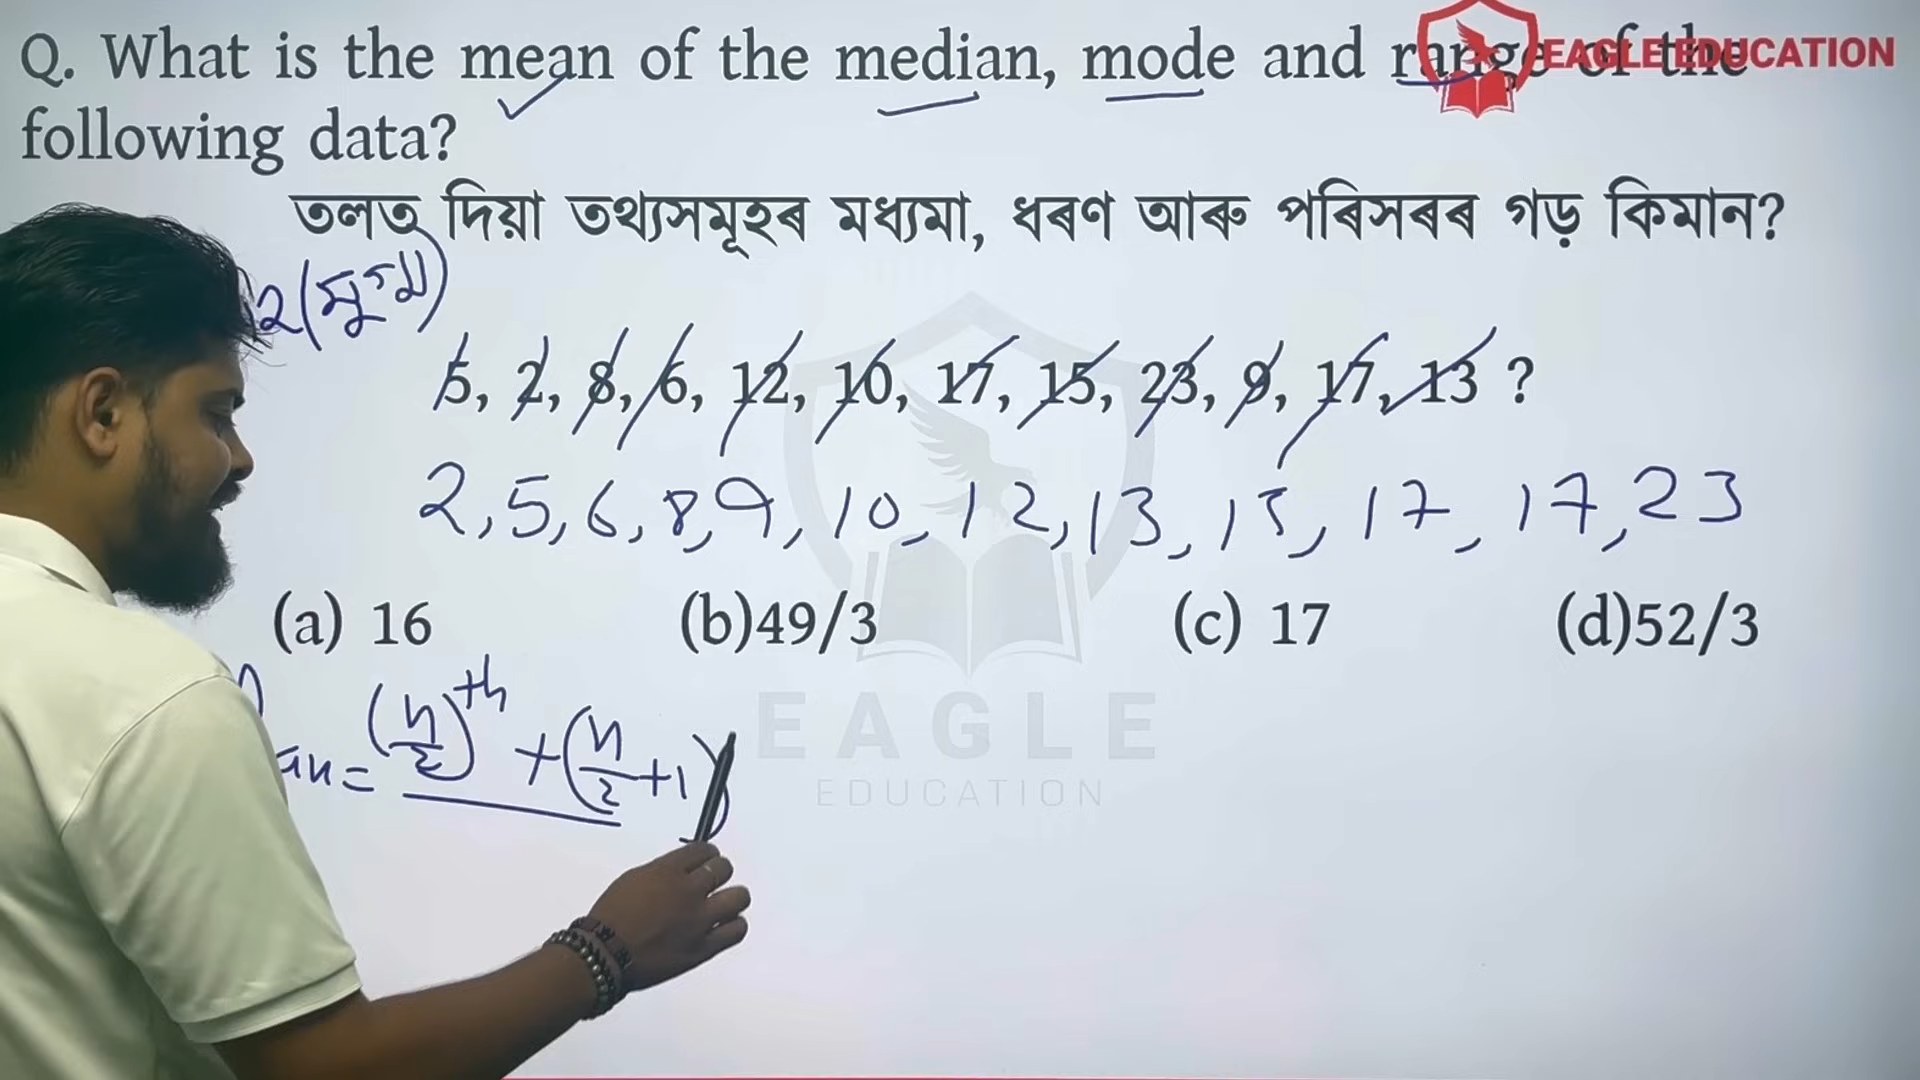 Q. What is the mean of the median, mode and range of the
EAGLE EDUCATION
following data?
তলত দিয়া তথ্যসমূহৰ মধ্যমা, ধৰণ আৰু পৰিসৰৰ গড় কিমান?
5, 2, 8, 6, 12, 10, 17, 15, 23, 9, 17, 13 ?
2, 5, 6, 8, 9, 10, 12, 13, 15, 17, 17, 23
(a) 16 (b)49/3 (c) 17 (d)52/3
an = (n/2)th + (n/2 + 1)
EAGLE
EDUCATION